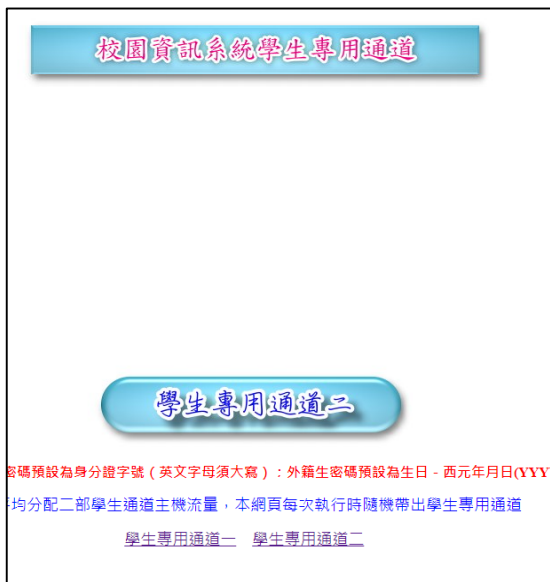 校園資訊系統學生專用通道
學生專用通道二
密碼預設為身分證字號（英文字母須大寫）：外籍生密碼預設為生日 - 西元年月日(YYY
均分配二部學生通道主機流量，本網頁每次執行時隨機帶出學生專用通道
學生專用通道一 學生專用通道二